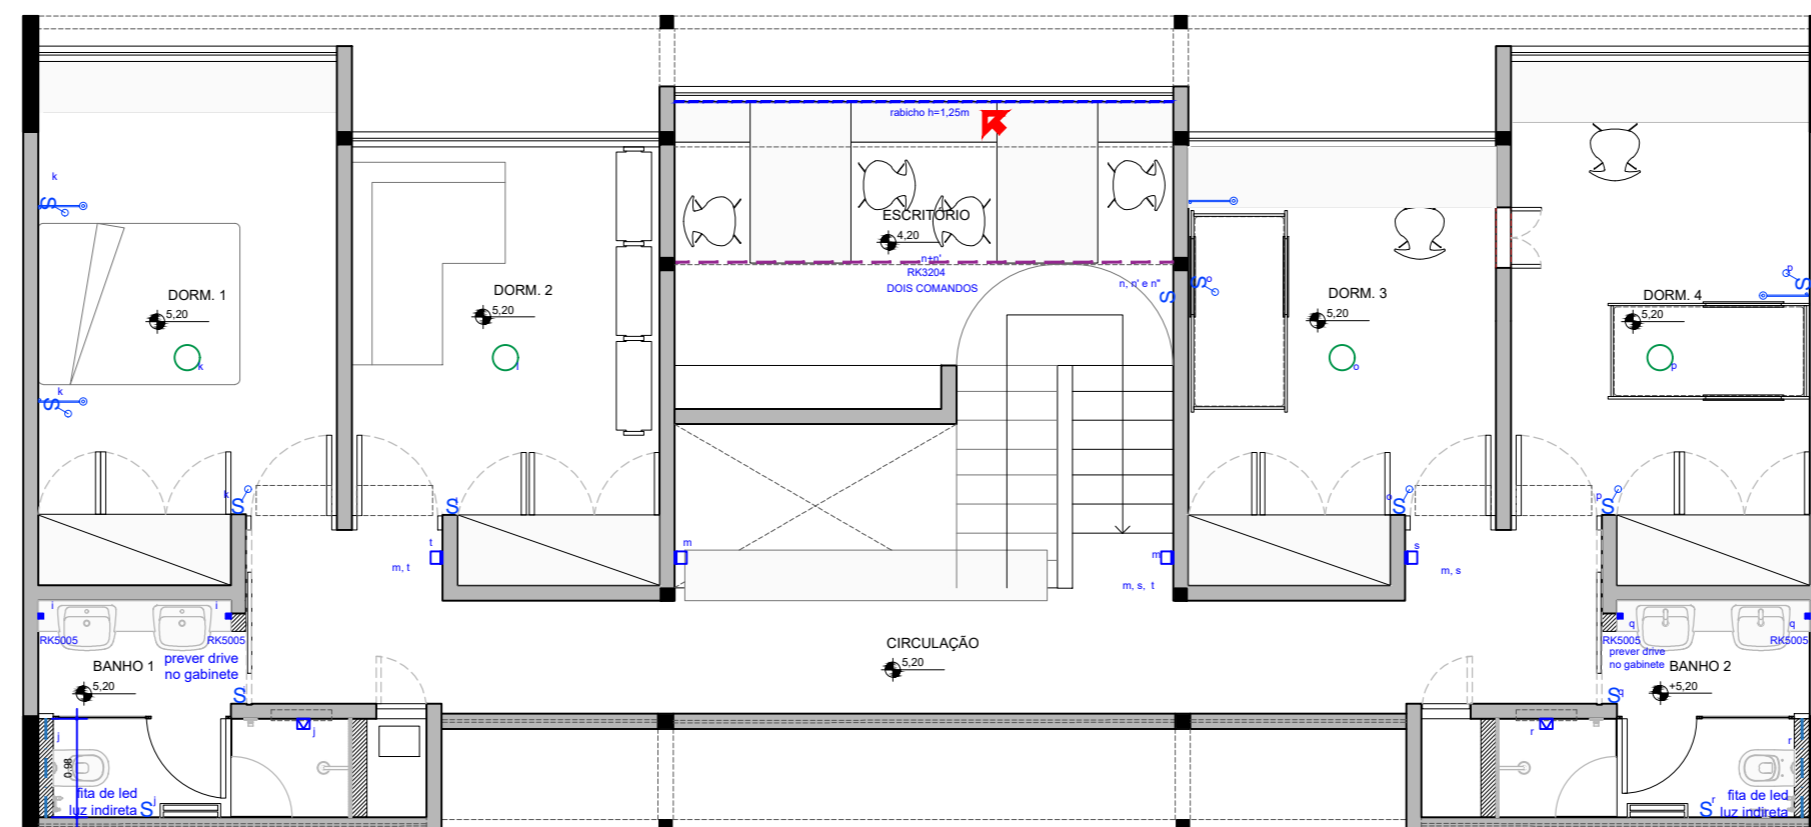 rabicho h=1,25m
k
ESCRITÓRIO
4,20
n+n'
RK3204
DOIS COMANDOS
n, n' e n"
o
p
DORM. 1
5,20
k
DORM. 2
5,20
l
DORM. 3
5,20
o
DORM. 4
5,20
p
k
S
k
S
S
S
o
S
p
S
t
m, t
m
m
m, s, t
s
m, s
i
i
RK5005
RK5005
prever drive
no gabinete
BANHO 1
5,20
S
CIRCULAÇÃO
5,20
q
q
RK5005
RK5005
prever drive
no gabinete
BANHO 2
+5,20
S q
j
j
0,98
fita de led
luz indireta S j
r
r
fita de led
S r luz indireta